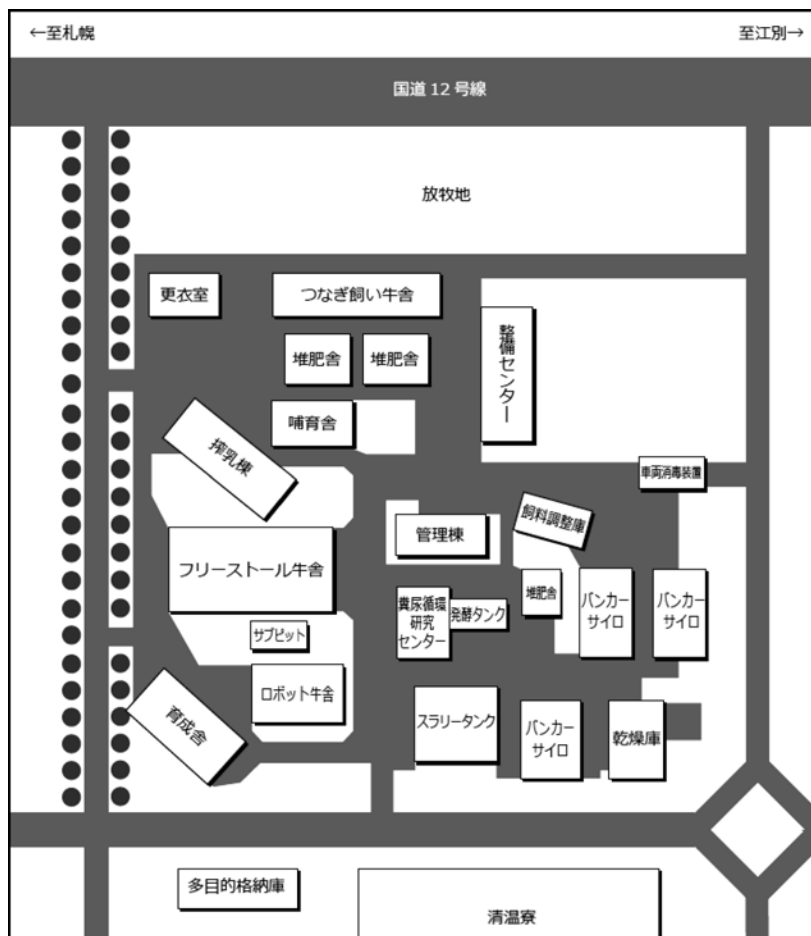 ←至札幌
至江別→
国道12号線
放牧地
更衣室
つなぎ飼い牛舎
整備センター
堆肥舎
堆肥舎
哺育舎
搾乳棟
車両消毒装置
飼料調整庫
管理棟
フリーストール牛舎
糞尿循環
研究
センター
発酵タンク
堆肥舎
バンカー
サイロ
バンカー
サイロ
サブピット
ロボット牛舎
育成舎
スラリータンク
バンカー
サイロ
乾燥庫
多目的格納庫
清温寮